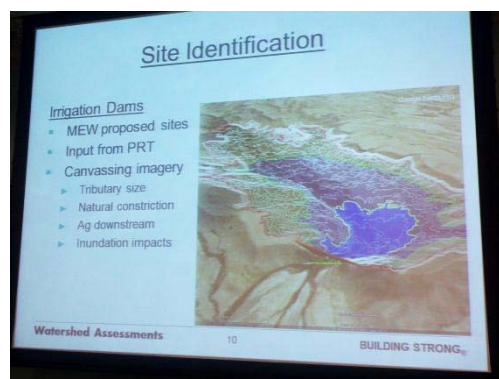 Site Identification
Irrigation Dams
MEW proposed sites
Input from PRT
Canvassing imagery
Tributary size
Natural constriction
Ag downstream
Inundation impacts
Watershed Assessments
10
BUILDING STRONG®